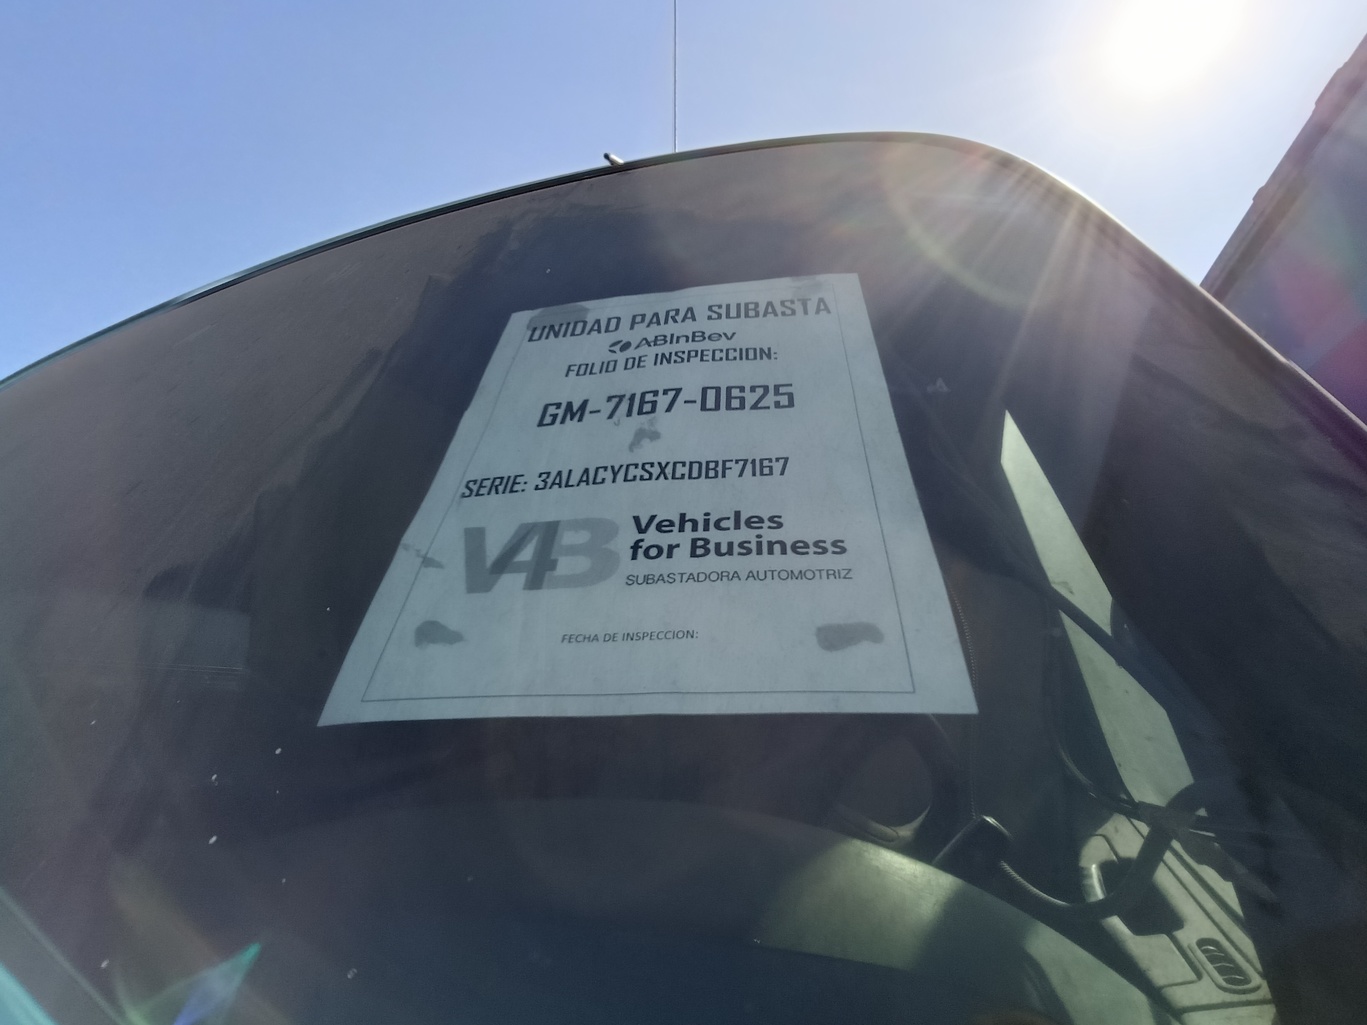 UNIDAD PARA SUBASTA
ABInBev
FOLIO DE INSPECCION:
GM-7167-0625
SERIE: 3ALACYCSXCDBF7167
V4B
Vehicles
for Business
SUBASTADORA AUTOMOTRIZ
FECHA DE INSPECCION: